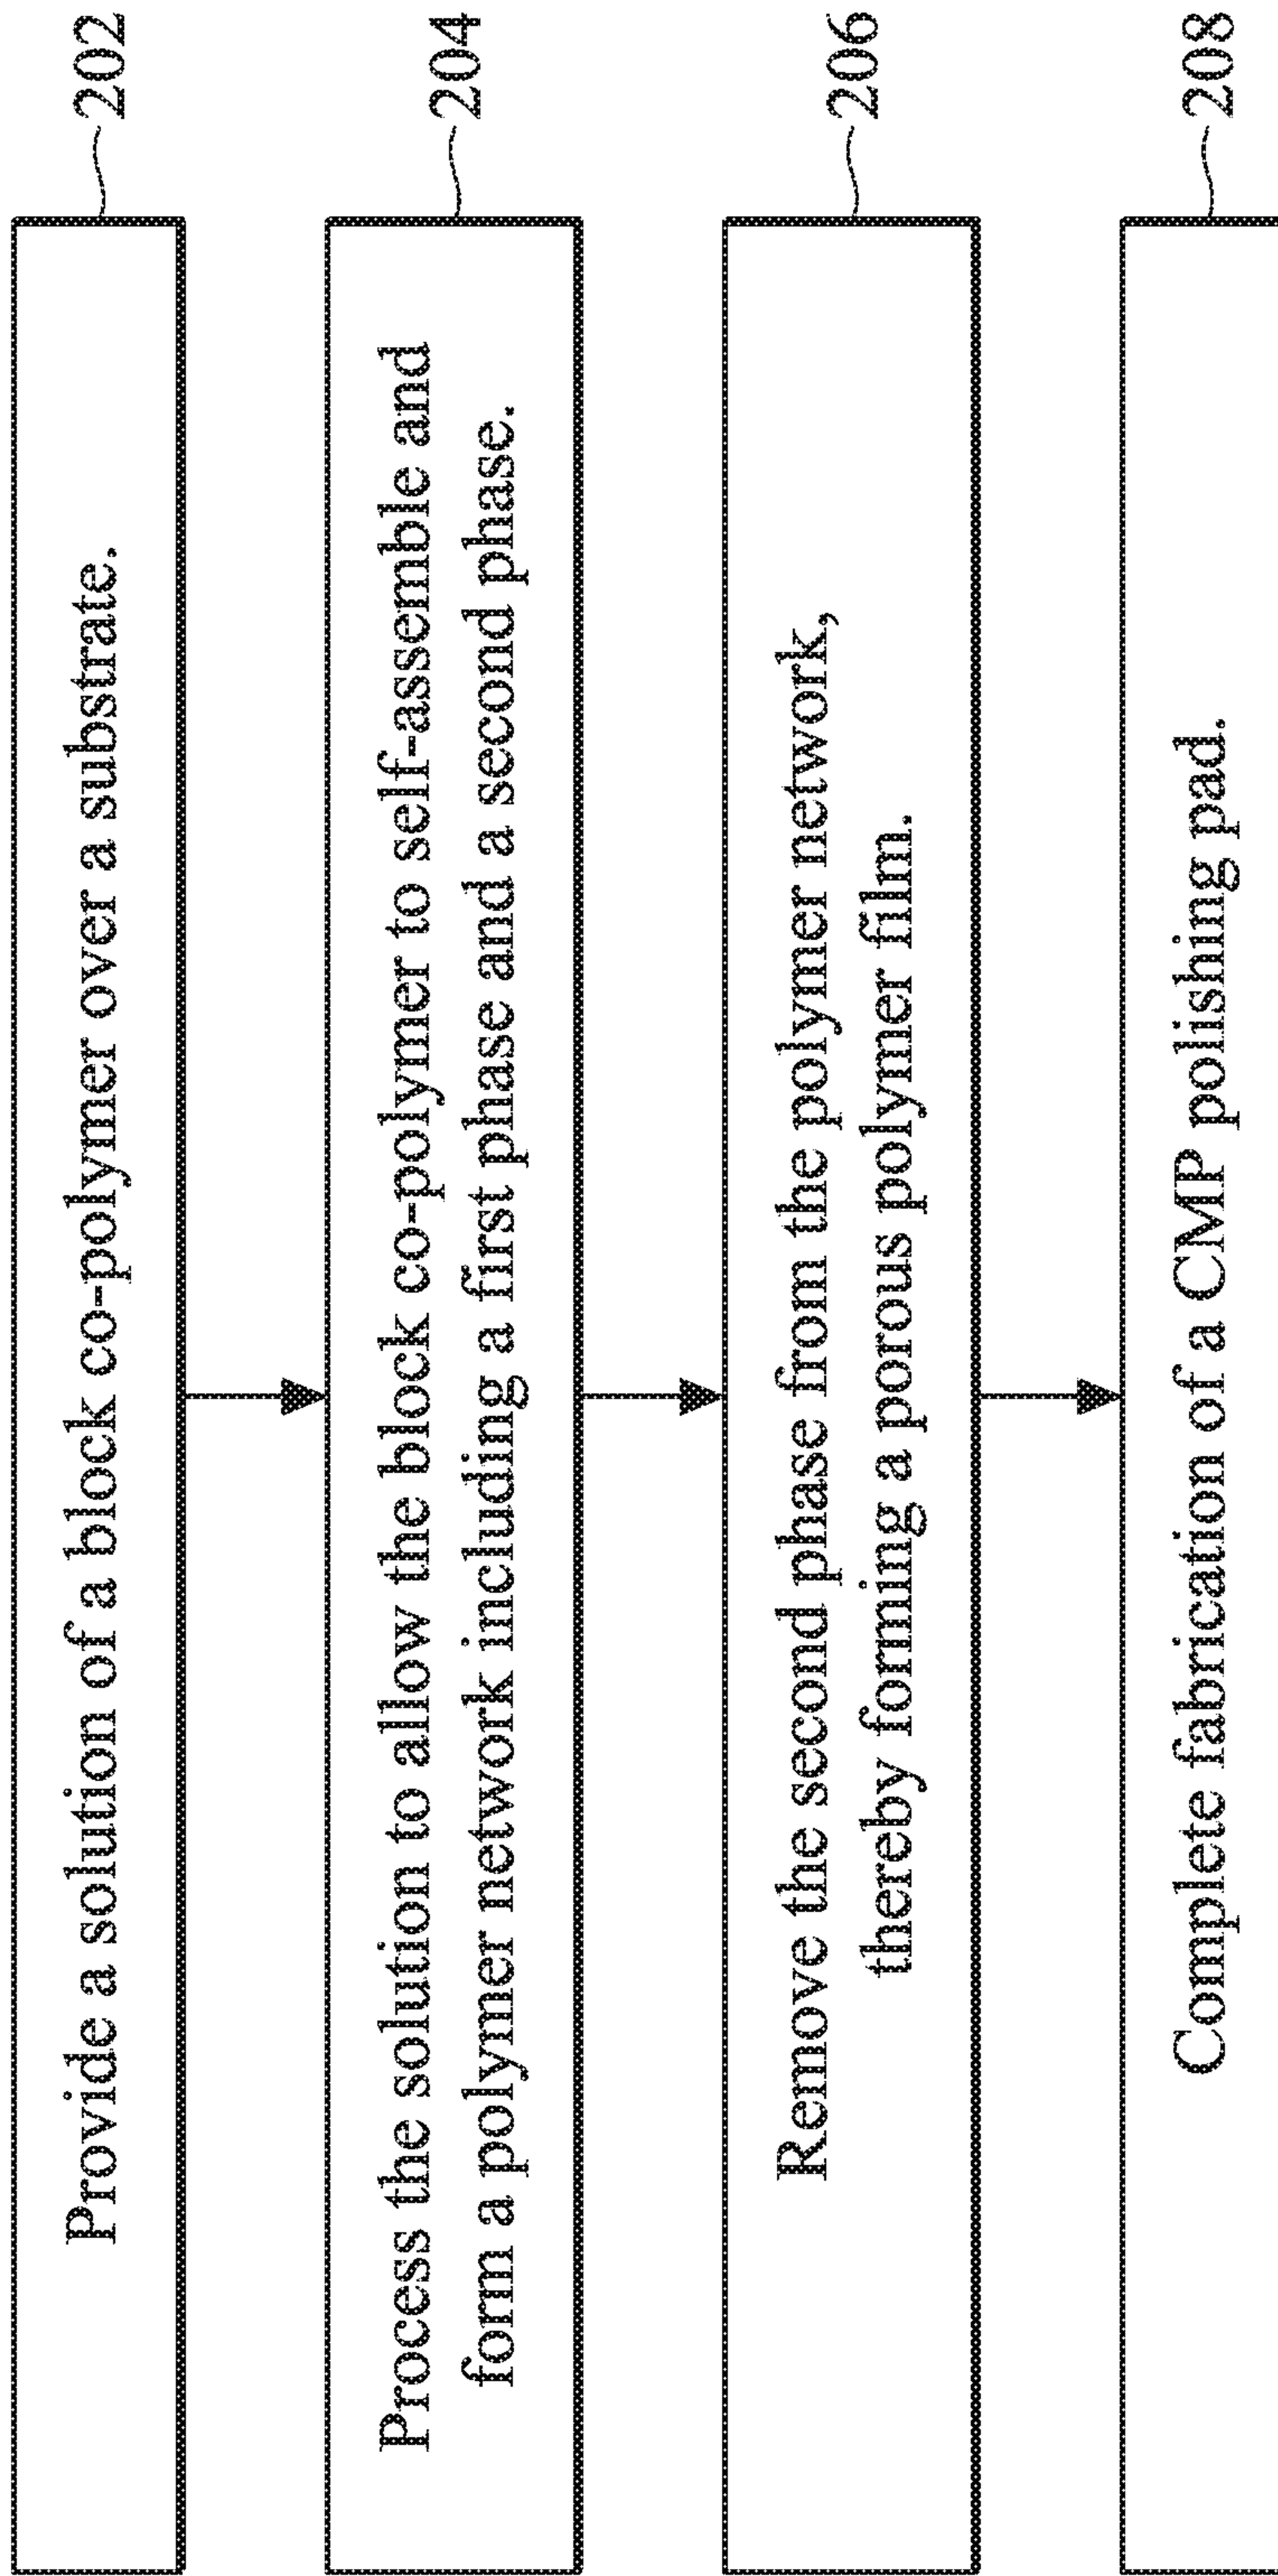 Provide a solution of a block co-polymer over a substrate.
202
Process the solution to allow the block co-polymer to self-assemble and
form a polymer network including a first phase and a second phase.
204
Remove the second phase from the polymer network,
thereby forming a porous polymer film.
206
Complete fabrication of a CMP polishing pad.
208